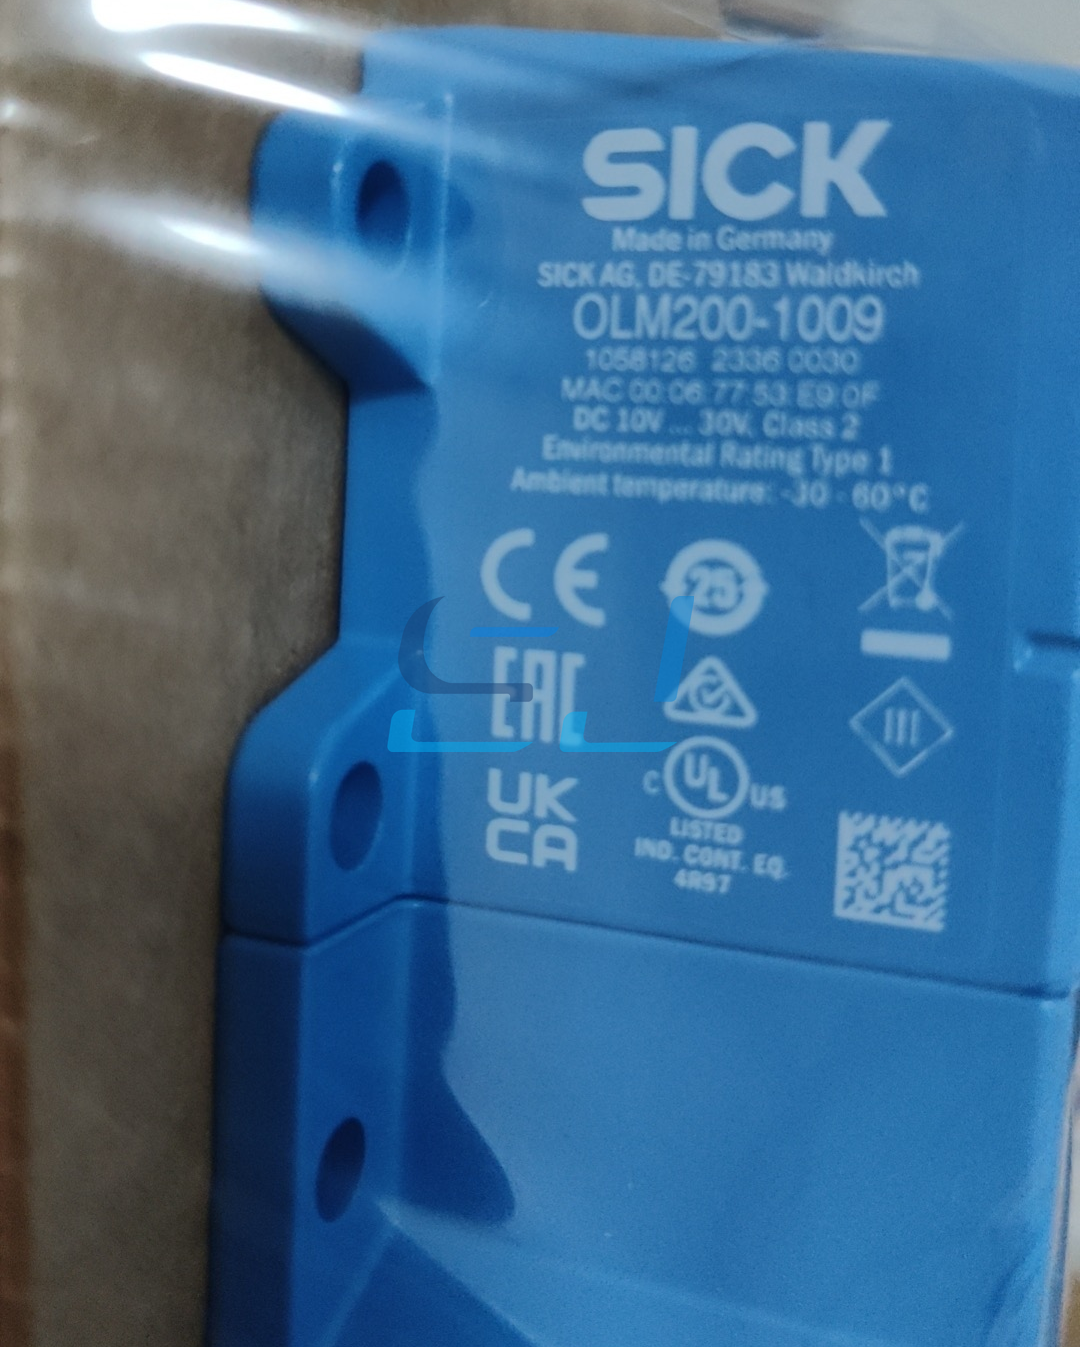 SICK
Made in Germany
SICK AG, DE-79183 Waldkirch
OLM200-1009
1058126 2336 0030
MAC 00:06:77:53:E9:0F
DC 10V ... 30V, Class 2
Environmental Rating Type 1
Ambient temperature: -30 - 60°C
CE
25
EAC
UK
CA
C UL US
LISTED
IND. CONT. EQ.
4R97
SJ